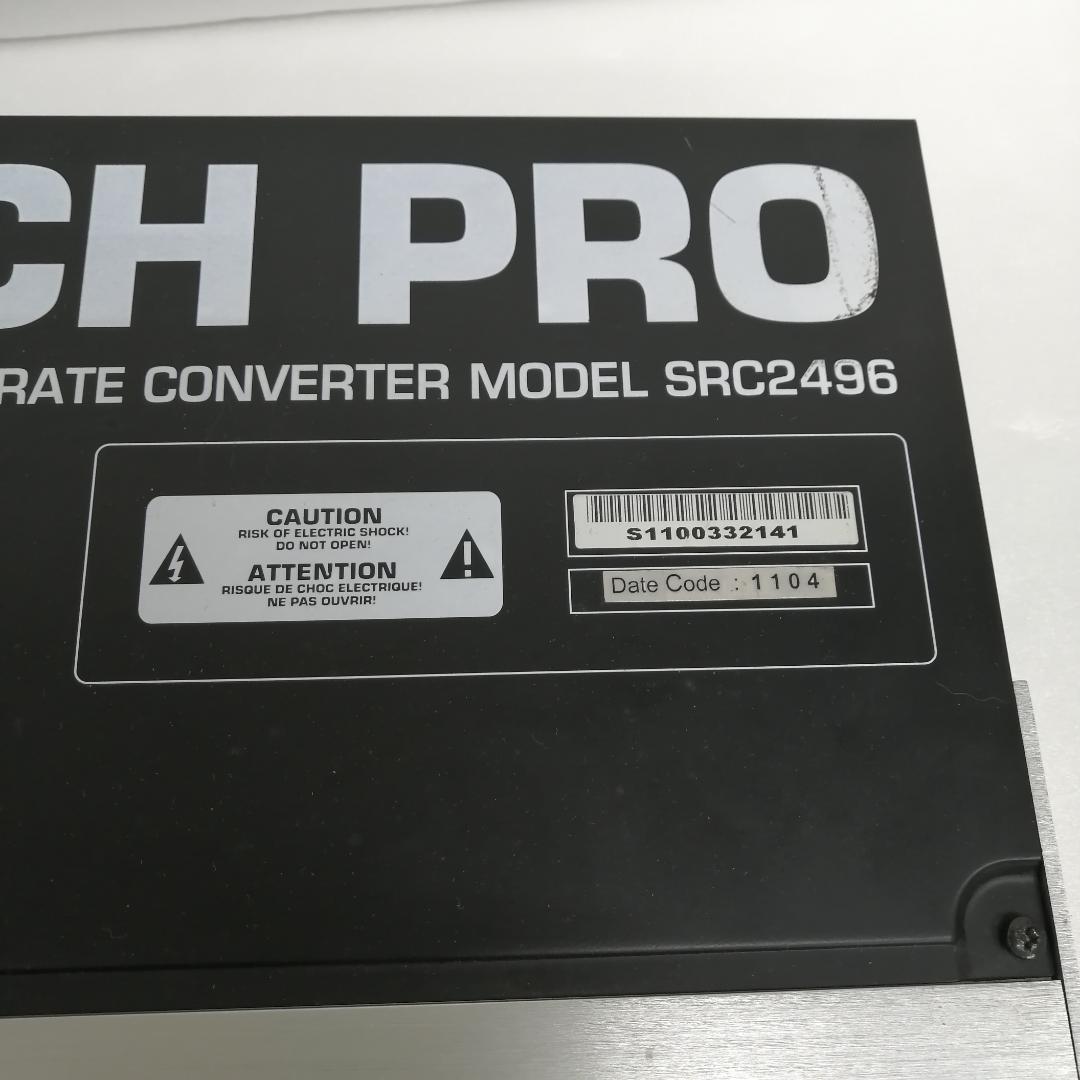 CH PRO
RATE CONVERTER MODEL SRC2496
CAUTION
RISK OF ELECTRIC SHOCK!
DO NOT OPEN!
ATTENTION
RISQUE DE CHOC ELECTRIQUE!
NE PAS OUVRIR!
S1100332141
Date Code : 1104